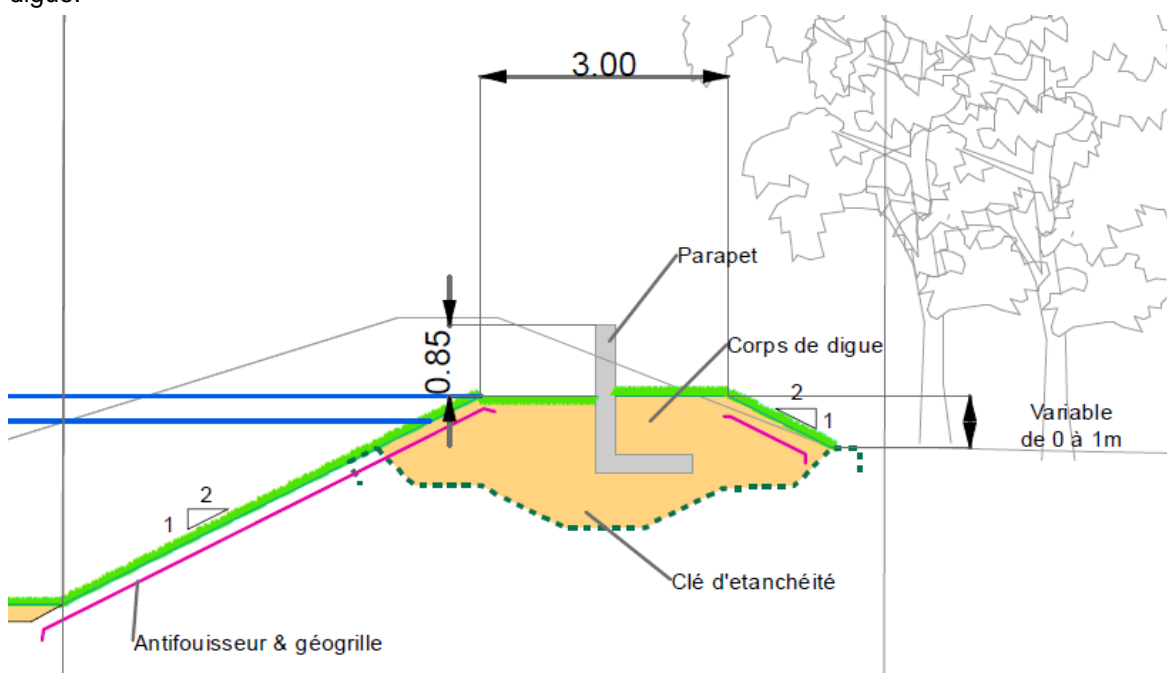 digue.
3.00
Parapet
0.85
Corps de digue
2
1
Variable
de 0 à 1m
2
1
Clé d'etanchéité
Antifouisseur & géogrille